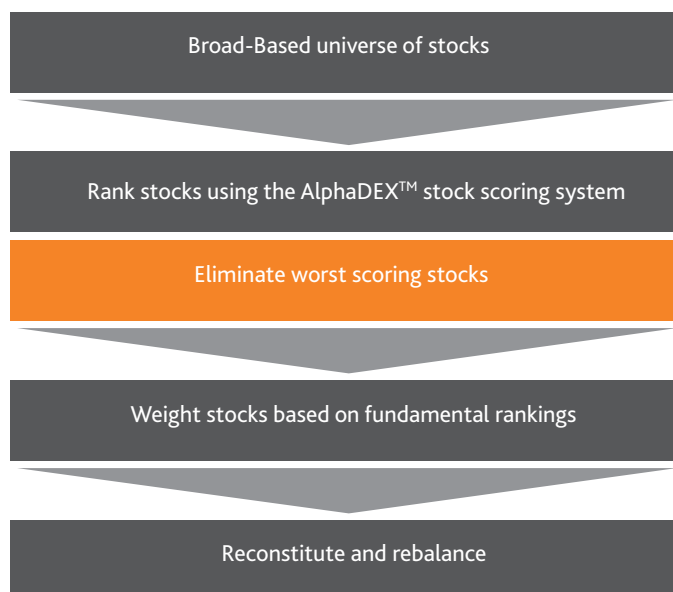 Broad-Based universe of stocks
Rank stocks using the AlphaDEX™ stock scoring system
Eliminate worst scoring stocks
Weight stocks based on fundamental rankings
Reconstitute and rebalance